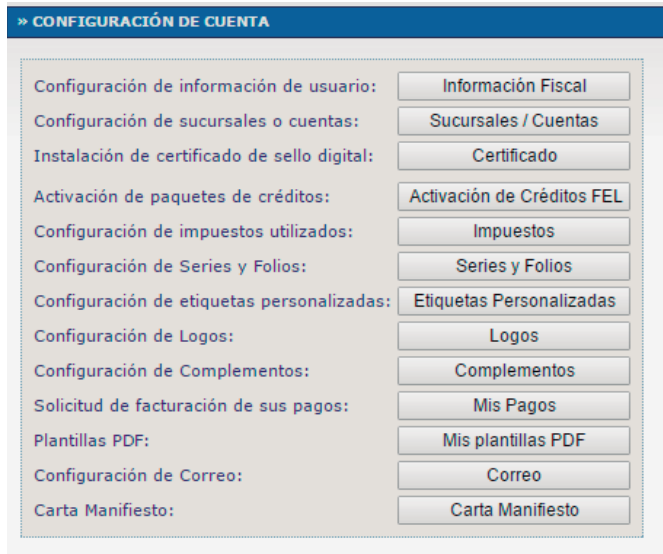 » CONFIGURACIÓN DE CUENTA
Configuración de información de usuario: Información Fiscal
Configuración de sucursales o cuentas: Sucursales / Cuentas
Instalación de certificado de sello digital: Certificado
Activación de paquetes de créditos: Activación de Créditos FEL
Configuración de impuestos utilizados: Impuestos
Configuración de Series y Folios: Series y Folios
Configuración de etiquetas personalizadas: Etiquetas Personalizadas
Configuración de Logos: Logos
Configuración de Complementos: Complementos
Solicitud de facturación de sus pagos: Mis Pagos
Plantillas PDF: Mis plantillas PDF
Configuración de Correo: Correo
Carta Manifiesto: Carta Manifiesto